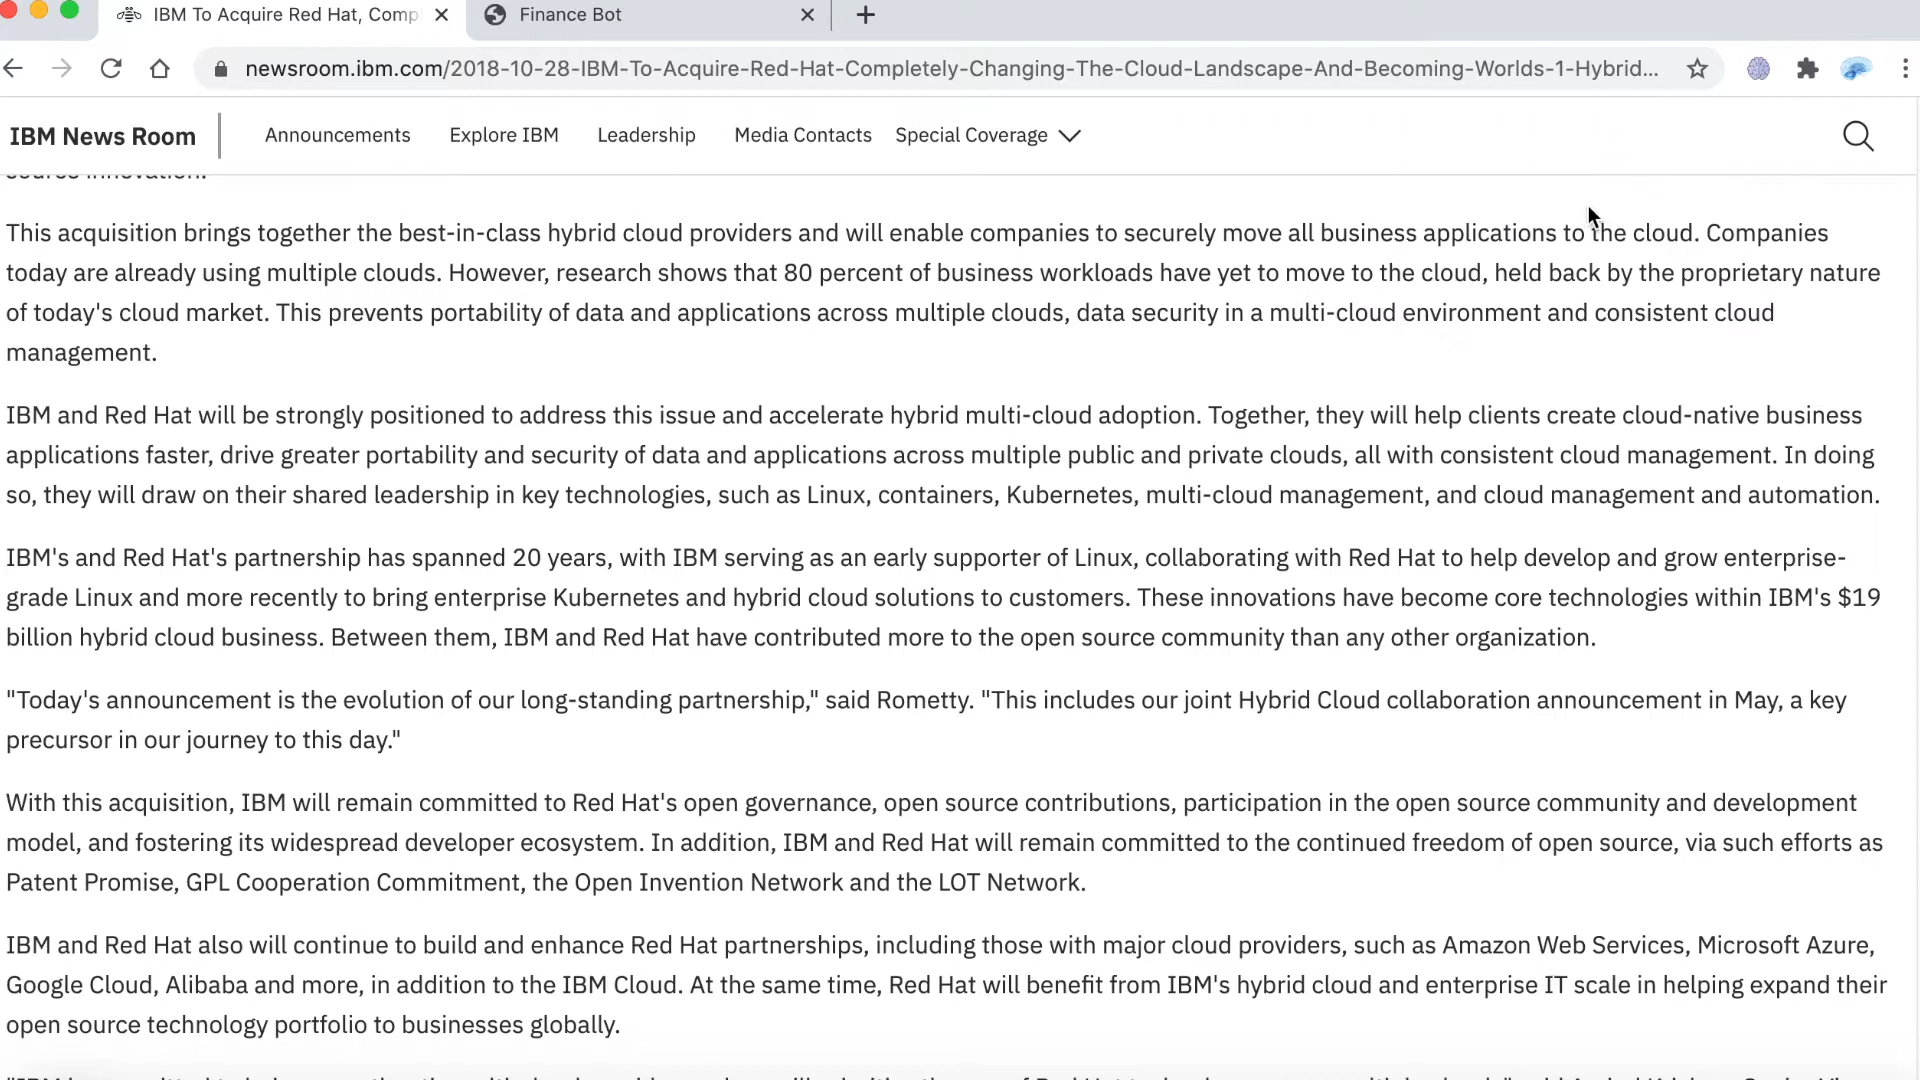 IBM To Acquire Red Hat, Comp
Finance Bot
newsroom.ibm.com/2018-10-28-IBM-To-Acquire-Red-Hat-Completely-Changing-The-Cloud-Landscape-And-Becoming-Worlds-1-Hybrid...
IBM News Room Announcements Explore IBM Leadership Media Contacts Special Coverage
source innovation.
This acquisition brings together the best-in-class hybrid cloud providers and will enable companies to securely move all business applications to the cloud. Companies
today are already using multiple clouds. However, research shows that 80 percent of business workloads have yet to move to the cloud, held back by the proprietary nature
of today's cloud market. This prevents portability of data and applications across multiple clouds, data security in a multi-cloud environment and consistent cloud
management.
IBM and Red Hat will be strongly positioned to address this issue and accelerate hybrid multi-cloud adoption. Together, they will help clients create cloud-native business
applications faster, drive greater portability and security of data and applications across multiple public and private clouds, all with consistent cloud management. In doing
so, they will draw on their shared leadership in key technologies, such as Linux, containers, Kubernetes, multi-cloud management, and cloud management and automation.
IBM's and Red Hat's partnership has spanned 20 years, with IBM serving as an early supporter of Linux, collaborating with Red Hat to help develop and grow enterprise-
grade Linux and more recently to bring enterprise Kubernetes and hybrid cloud solutions to customers. These innovations have become core technologies within IBM's $19
billion hybrid cloud business. Between them, IBM and Red Hat have contributed more to the open source community than any other organization.
"Today's announcement is the evolution of our long-standing partnership," said Rometty. "This includes our joint Hybrid Cloud collaboration announcement in May, a key
precursor in our journey to this day."
With this acquisition, IBM will remain committed to Red Hat's open governance, open source contributions, participation in the open source community and development
model, and fostering its widespread developer ecosystem. In addition, IBM and Red Hat will remain committed to the continued freedom of open source, via such efforts as
Patent Promise, GPL Cooperation Commitment, the Open Invention Network and the LOT Network.
IBM and Red Hat also will continue to build and enhance Red Hat partnerships, including those with major cloud providers, such as Amazon Web Services, Microsoft Azure,
Google Cloud, Alibaba and more, in addition to the IBM Cloud. At the same time, Red Hat will benefit from IBM's hybrid cloud and enterprise IT scale in helping expand their
open source technology portfolio to businesses globally.